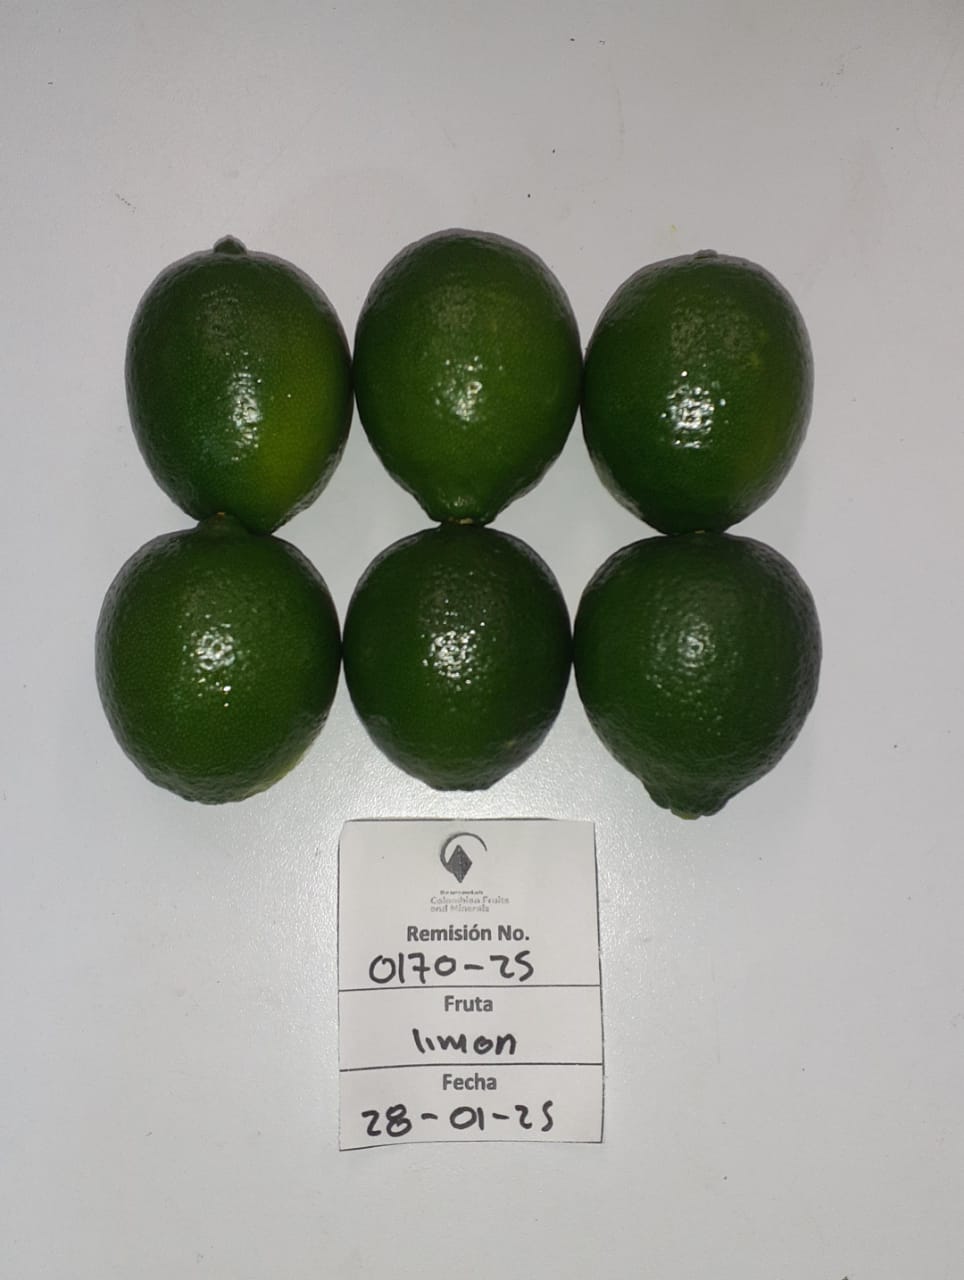 Colombian Fruits
and Minerals
Remisión No.
0170-25
Fruta
limon
Fecha
28-01-25